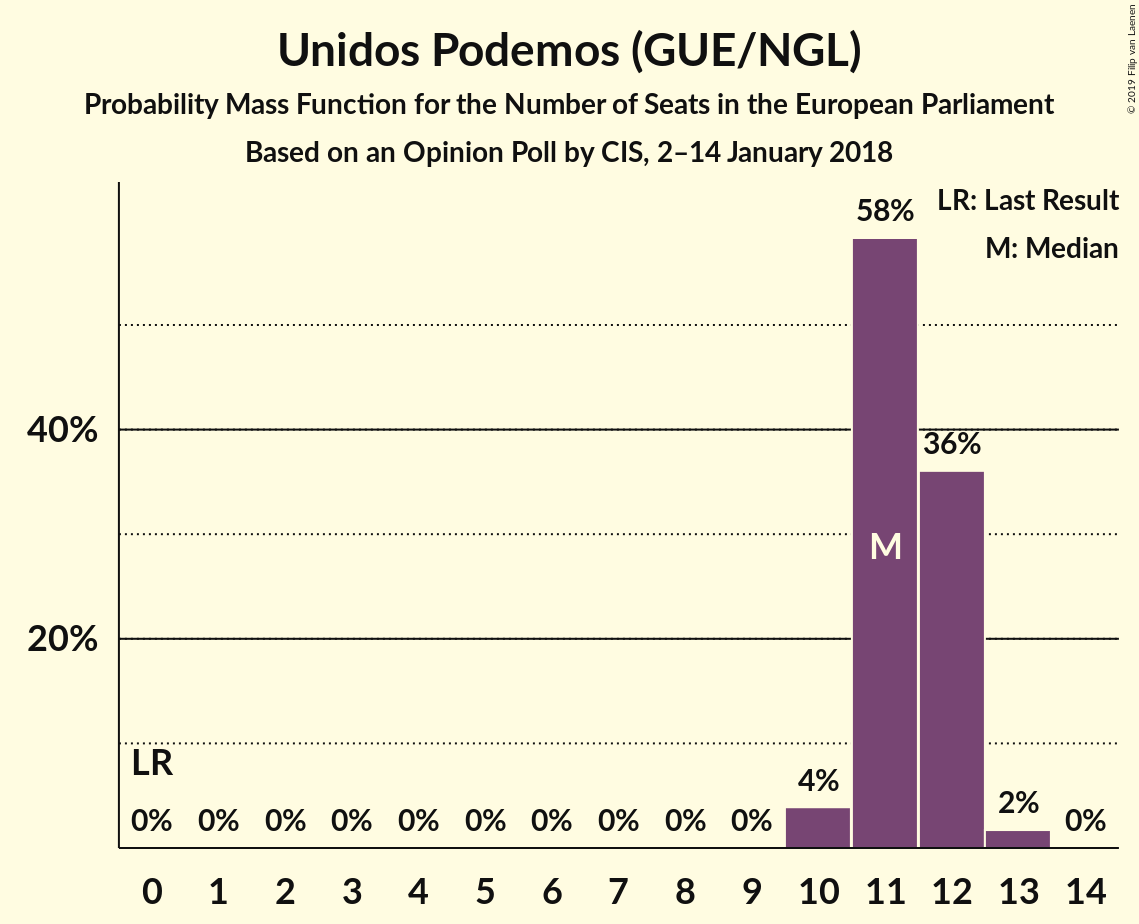 Unidos Podemos (GUE/NGL)
Probability Mass Function for the Number of Seats in the European Parliament
Based on an Opinion Poll by CIS, 2–14 January 2018
© 2019 Filip van Laenen
LR: Last Result
M: Median
58%
40%
36%
M
20%
LR
4%
2%
0% 0% 0% 0% 0% 0% 0% 0% 0% 0% 0%
0 1 2 3 4 5 6 7 8 9 10 11 12 13 14